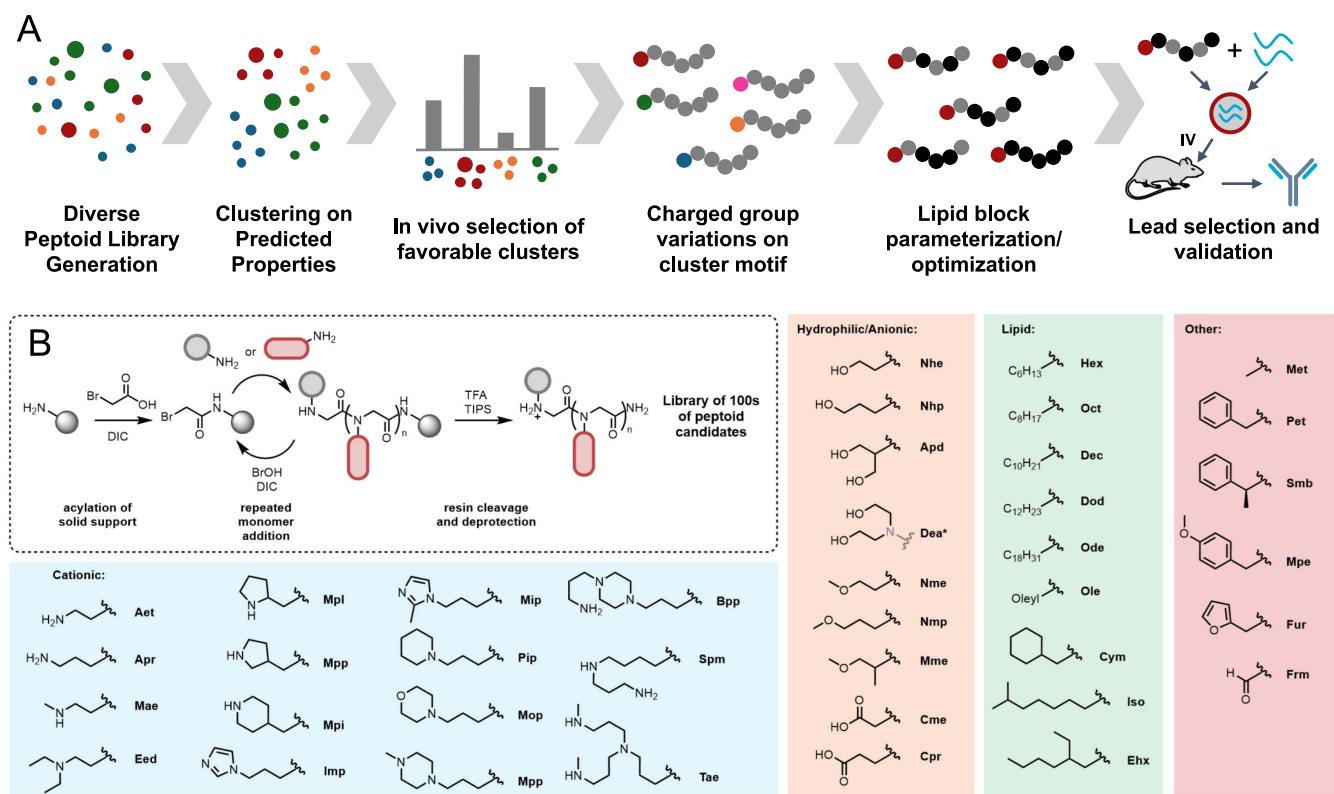 A
+
IV
Diverse
Peptoid Library
Generation
Clustering on
Predicted
Properties
In vivo selection of
favorable clusters
Charged group
variations on
cluster motif
Lipid block
parameterization/
optimization
Lead selection and
validation
B
H2N
Br
O
OH
DIC
Br
O
H
N
NH2
or
NH2
BrOH
DIC
HN
O
N
O
n
H
N
TFA
TIPS
H2N
+
O
N
O
n
NH2
Library of 100s
of peptoid
candidates
acylation of
solid support
repeated
monomer
addition
resin cleavage
and deprotection
Cationic:
H2N
Aet
H2N
Apr
N
H
Mae
N
Eed
N
H
Mpl
HN
Mpp
HN
Mpi
N
N
Imp
N
N
Mip
N
Pip
O
N
Mop
N
N
Mpp
N
N
NH2
Bpp
HN
NH2
Spm
HN
N
HN
Tae
Hydrophilic/Anionic:
HO
Nhe
HO
Nhp
HO
HO
Apd
HO
HO
N
Dea*
O
Nme
O
Nmp
O
Mme
HO
O
Cme
HO
O
Cpr
Lipid:
C6H13
Hex
C8H17
Oct
C10H21
Dec
C12H23
Dod
C18H31
Ode
Oleyl
Ole
Cym
Iso
Ehx
Other:
Met
Pet
Smb
O
Mpe
O
Fur
H
O
Frm